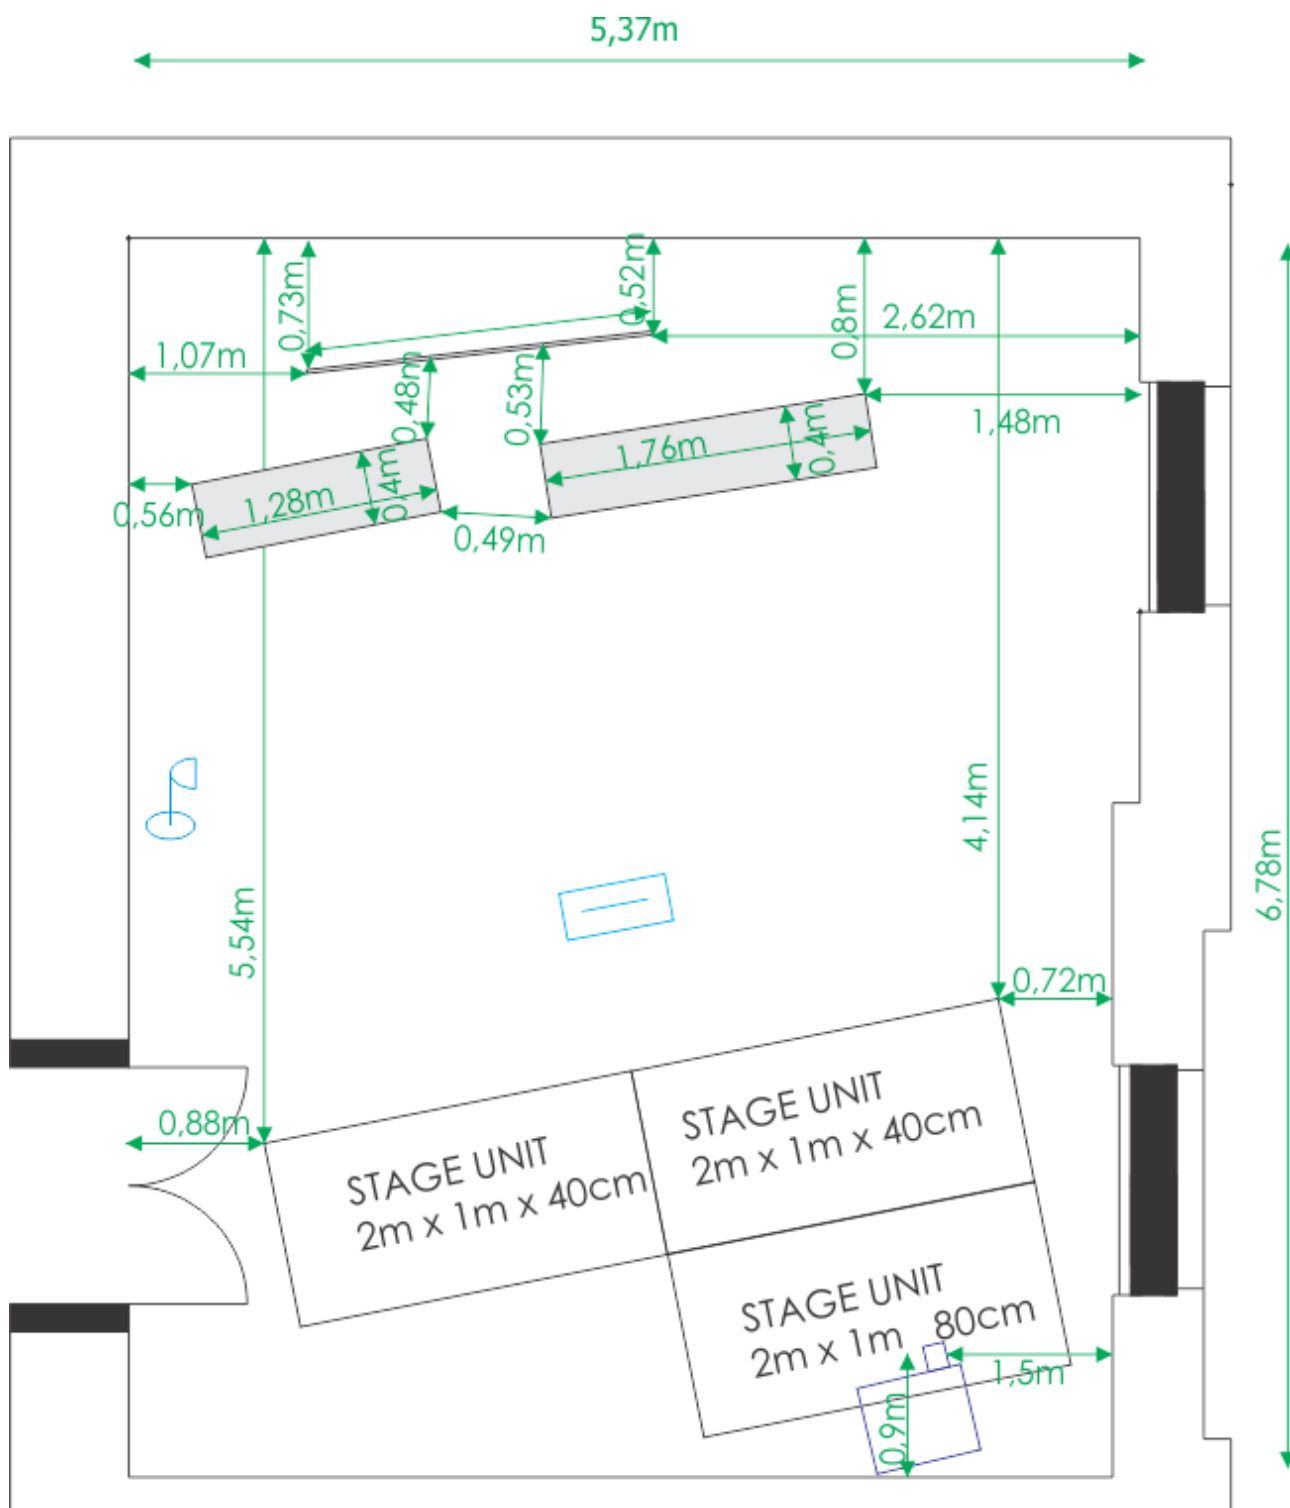 5,37m
0,73m
0,52m
0,8m
2,62m
1,07m
0,48m
0,53m
1,48m
1,76m
0,4m
0,56m
1,28m
0,4m
0,49m
4,14m
6,78m
5,54m
0,72m
0,88m
STAGE UNIT
2m x 1m x 40cm
STAGE UNIT
2m x 1m x 40cm
STAGE UNIT
2m x 1m 80cm
1,5m
0,9m